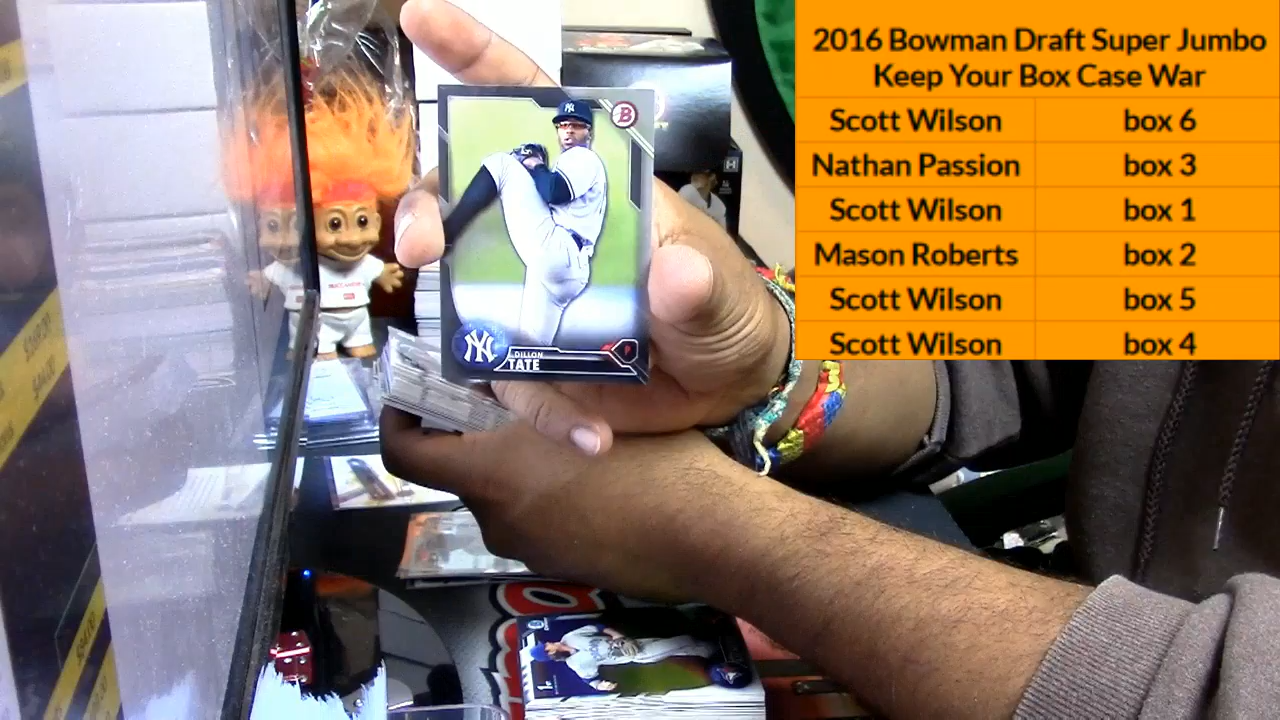 2016 Bowman Draft Super Jumbo
Keep Your Box Case War
Scott Wilson box 6
Nathan Passion box 3
Scott Wilson box 1
Mason Roberts box 2
Scott Wilson box 5
Scott Wilson box 4
B
NY
DILLON
TATE
P